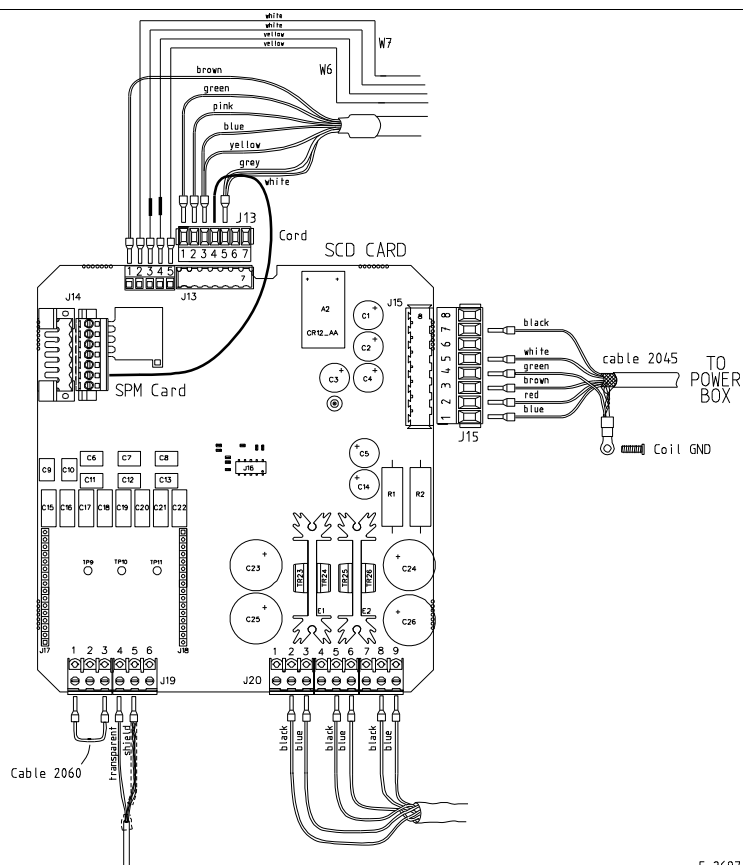 white
white
yellow
yellow
W7
W6
brown
green
pink
blue
yellow
grey
white
J13
Cord
1 2 3 4 5 6 7
1 2 3 4 5
J13
7
SCD CARD
J14
SPM Card
A2
CR12_AA
C1
C2
C3
C4
J15
8
8 7 6 5 4 3 2 1
J15
black
white
green
brown
red
blue
cable 2045
TO
POWER
BOX
Coil GND
C5
C14
R1
R2
J16
C6
C7
C8
C9
C10
C11
C12
C13
C15
C16
C17
C18
C19
C20
C21
C22
TP9
TP10
TP11
C23
C25
TR23
TR24
TR25
TR26
E1
E2
C24
C26
J17
J18
1 2 3 4 5 6
J19
J20
1 2 3 4 5 6 7 8 9
transparent
shield
Cable 2060
black
blue
black
blue
black
blue